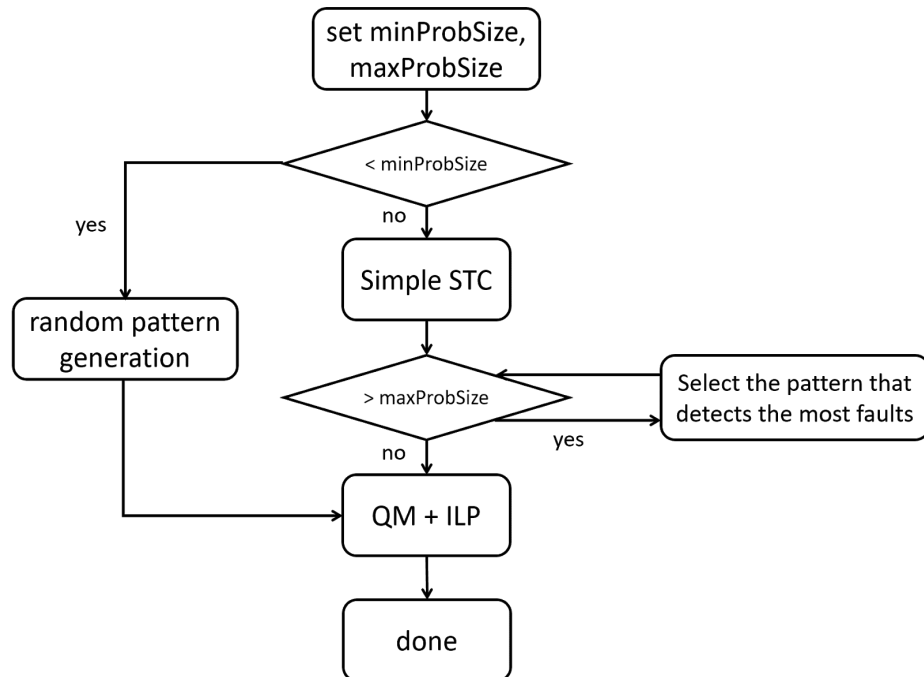 set minProbSize,
maxProbSize
< minProbSize
yes
no
Simple STC
random pattern
generation
> maxProbSize
Select the pattern that
detects the most faults
yes
no
QM + ILP
done